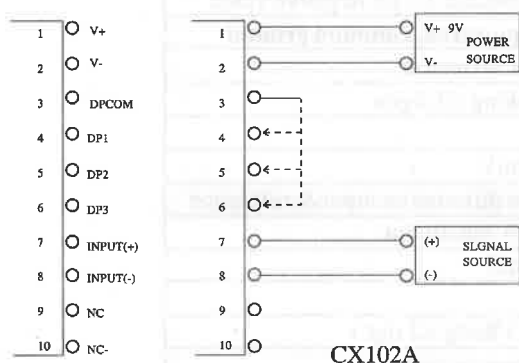 1 V+
2 V-
3 DPCOM
4 DP1
5 DP2
6 DP3
7 INPUT(+)
8 INPUT(-)
9 NC
10 NC-
1
2
3
4
5
6
7
8
9
10
V+ 9V
POWER
V- SOURCE
(+) SLGNAL
SOURCE
(-)
CX102A